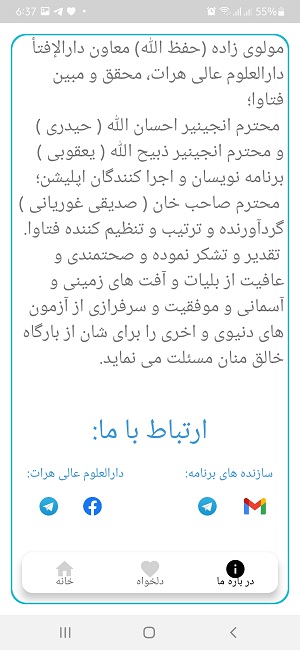 6:37
55%
مولوی زاده (حفظ الله) معاون دارالإفتأ
دارالعلوم عالی هرات، محقق و مبین
فتاوا؛
محترم انجینیر احسان الله ( حیدری )
و محترم انجینیر ذبیح الله ( یعقوبی )
برنامه نویسان و اجرا کنندگان اپلیشن؛
محترم صاحب خان ( صدیقی غوریانی )
گردآورنده و ترتیب و تنظیم کننده فتاوا.
تقدیر و تشکر نموده و صحتمندی و
عافیت از بلیات و آفت های زمینی و
آسمانی و موفقیت و سرفرازی از آزمون
های دنیوی و اخری را برای شان از بارگاه
خالق منان مسئلت می نماید.
ارتباط با ما:
سازنده های برنامه:
دارالعلوم عالی هرات:
در باره ما
دلخواه
خانه